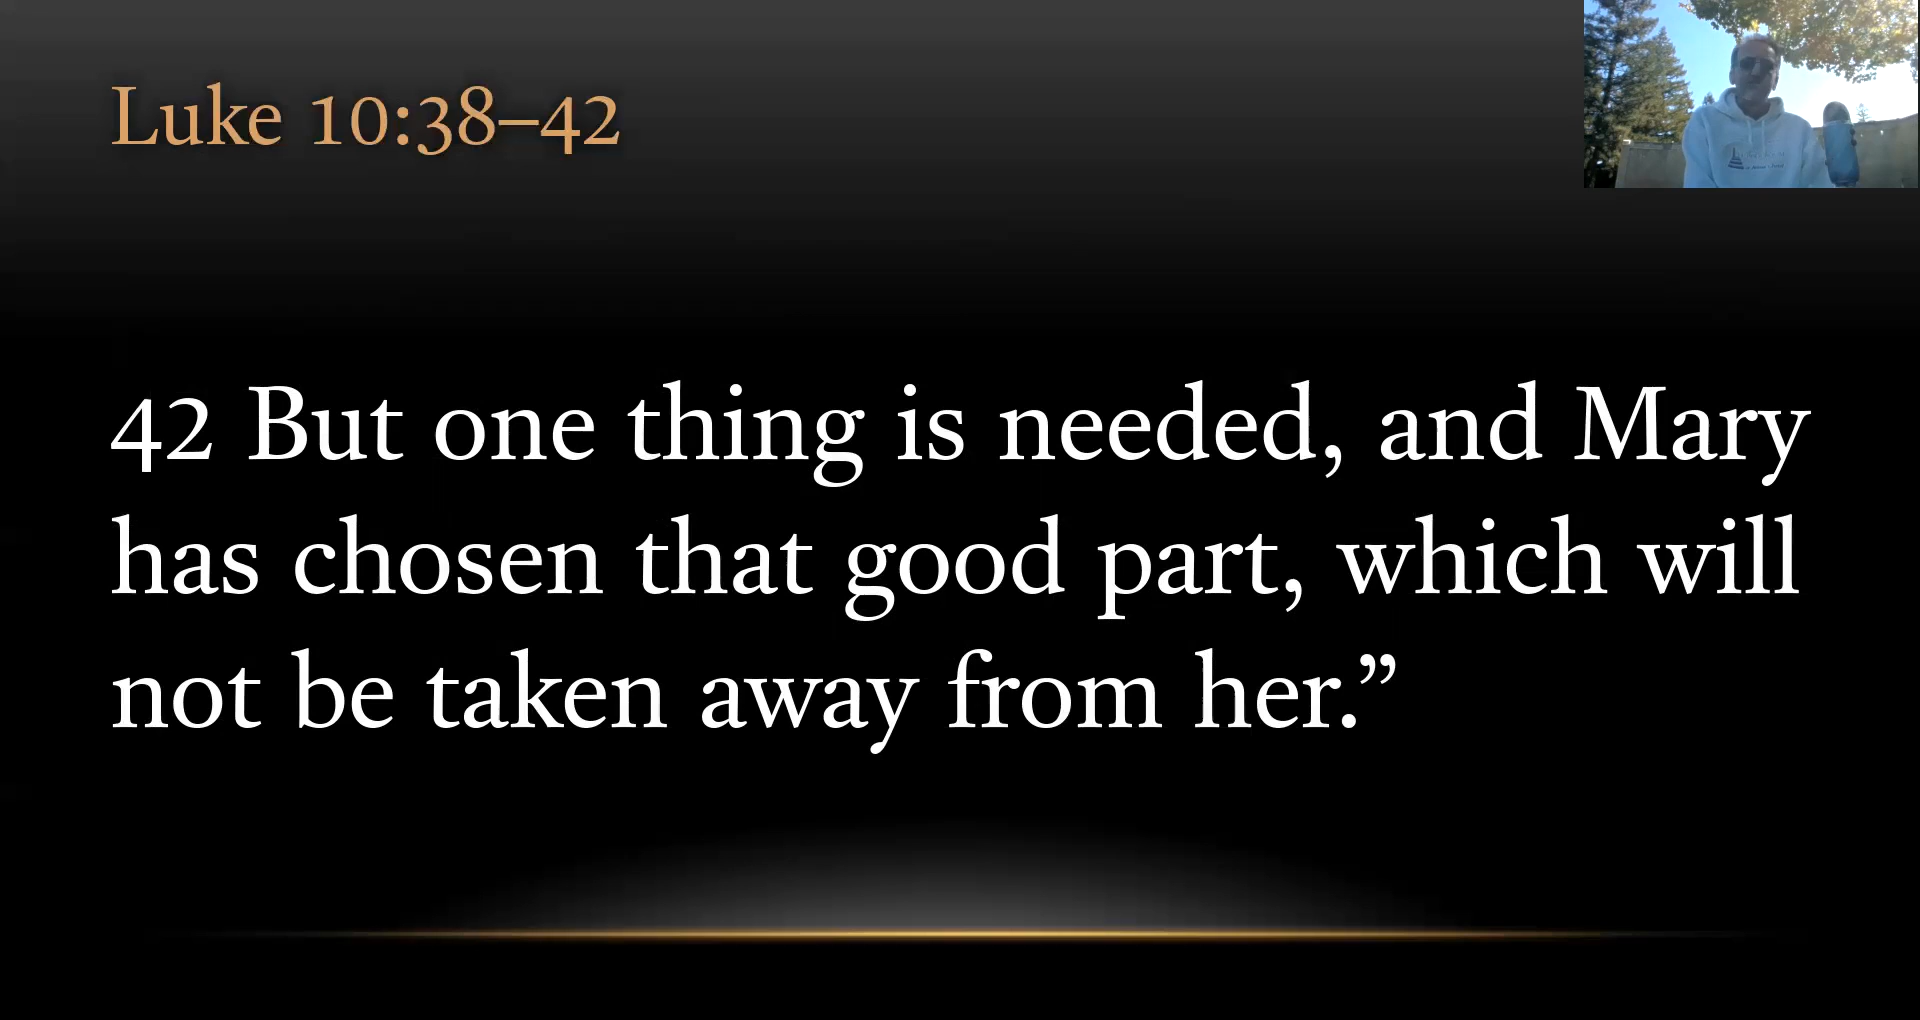 Luke 10:38–42
42 But one thing is needed, and Mary
has chosen that good part, which will
not be taken away from her.”